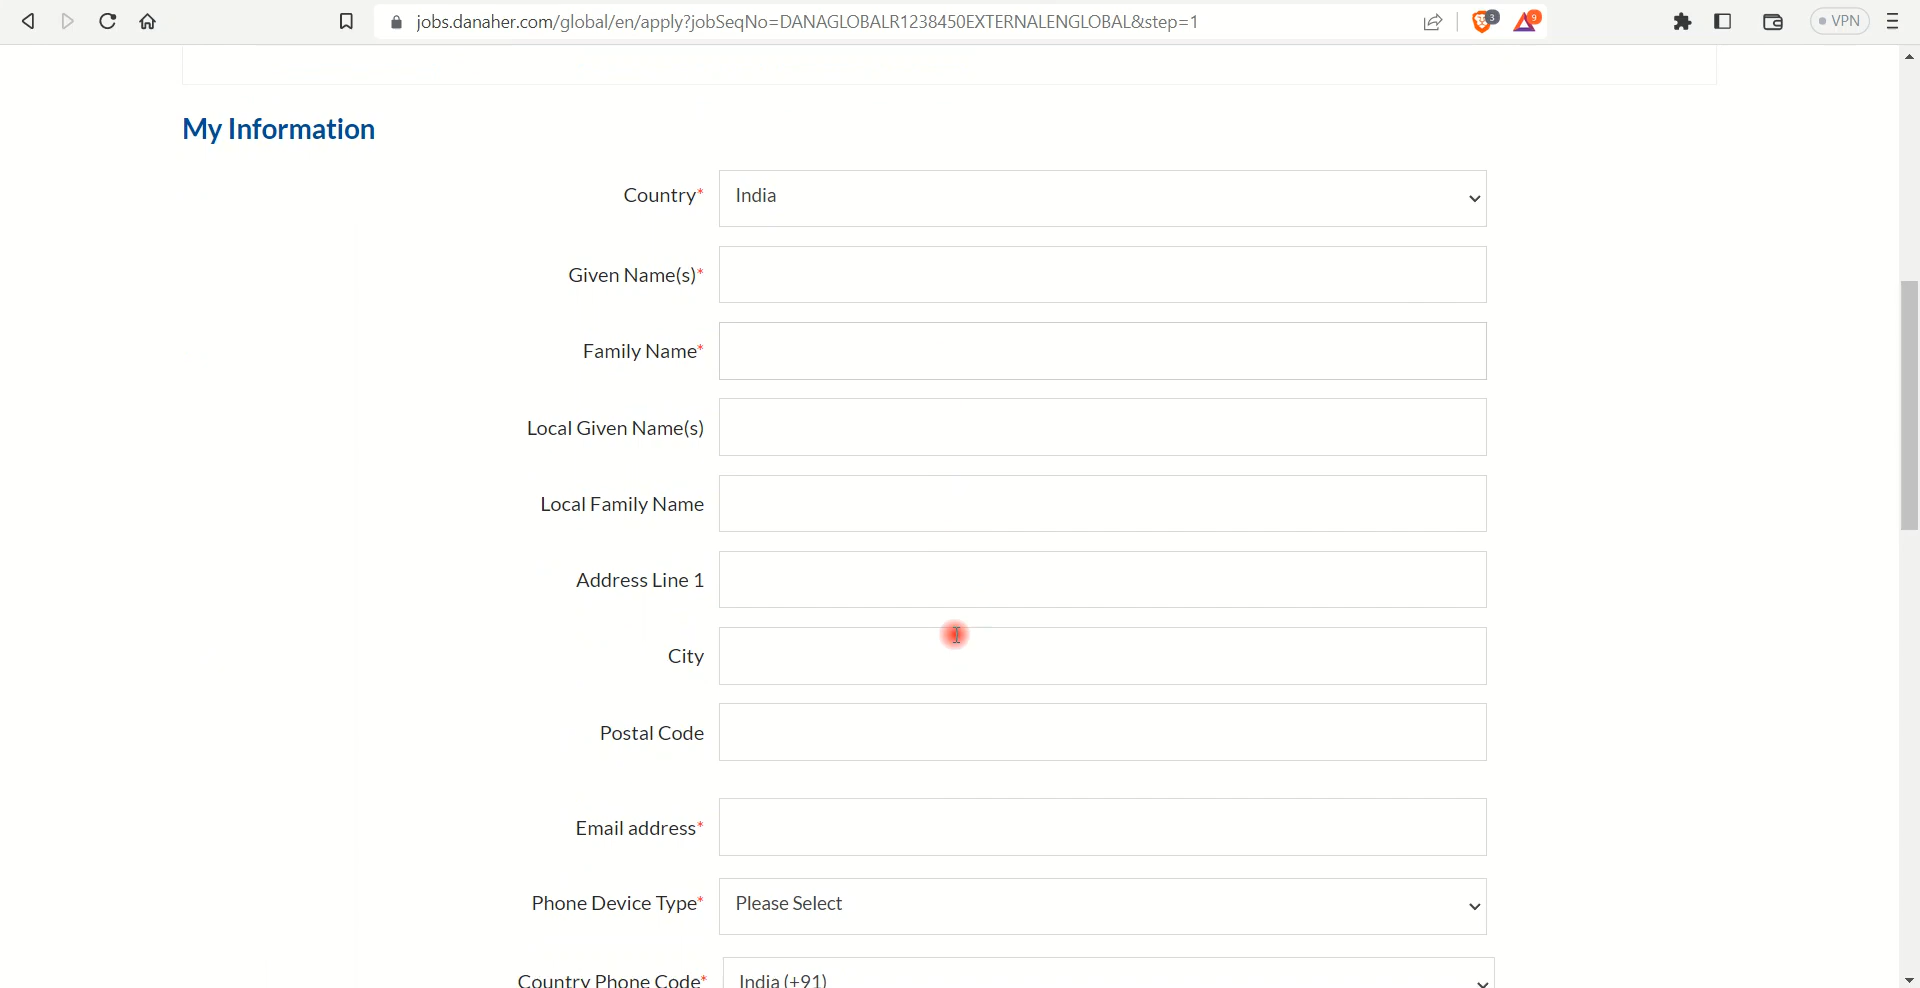 jobs.danaher.com/global/en/apply?jobSeqNo=DANAGLOBALR1238450EXTERNALENGLOBAL&step=1
3
9
VPN
My Information
Country* India
Given Name(s)*
Family Name*
Local Given Name(s)
Local Family Name
Address Line 1
City
Postal Code
Email address*
Phone Device Type* Please Select
Country Phone Code* India (+91)